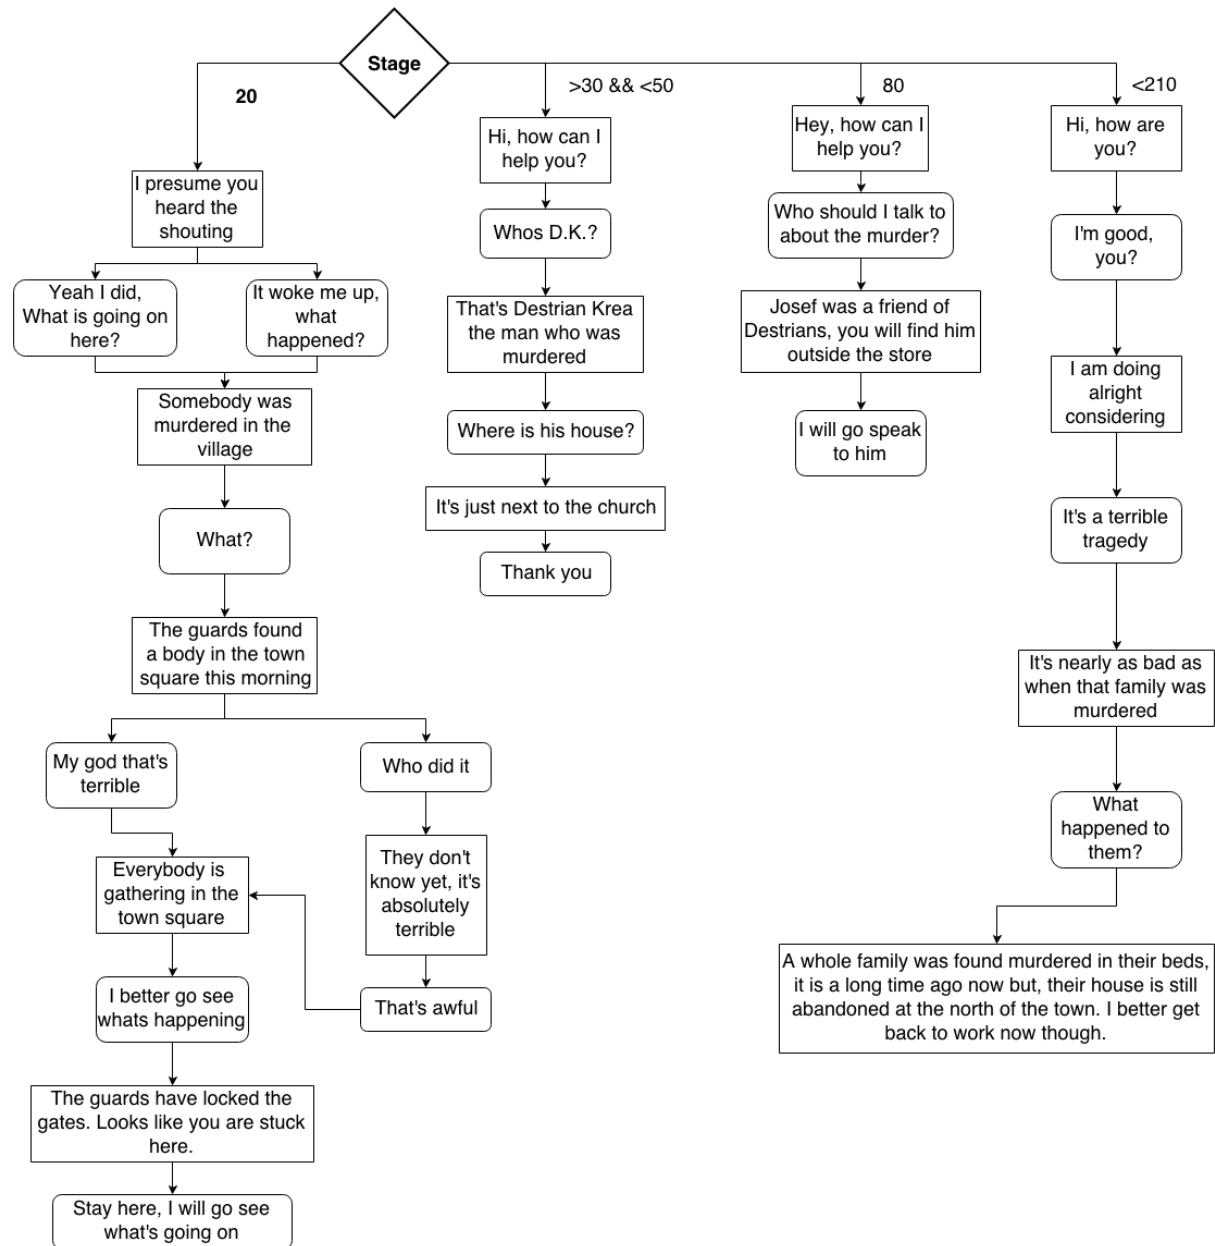 Stage
20
>30 && <50
80
<210
I presume you
heard the
shouting
Yeah I did,
What is going on
here?
It woke me up,
what
happened?
Somebody was
murdered in the
village
What?
The guards found
a body in the town
square this morning
My god that's
terrible
Who did it
They don't
know yet, it's
absolutely
terrible
That's awful
Everybody is
gathering in the
town square
I better go see
whats happening
The guards have locked the
gates. Looks like you are stuck
here.
Stay here, I will go see
what's going on
Hi, how can I
help you?
Whos D.K.?
That's Destrian Krea
the man who was
murdered
Where is his house?
It's just next to the church
Thank you
Hey, how can I
help you?
Who should I talk to
about the murder?
Josef was a friend of
Destrians, you will find him
outside the store
I will go speak
to him
Hi, how are
you?
I'm good,
you?
I am doing
alright
considering
It's a terrible
tragedy
It's nearly as bad as
when that family was
murdered
What
happened to
them?
A whole family was found murdered in their beds,
it is a long time ago now but, their house is still
abandoned at the north of the town. I better get
back to work now though.